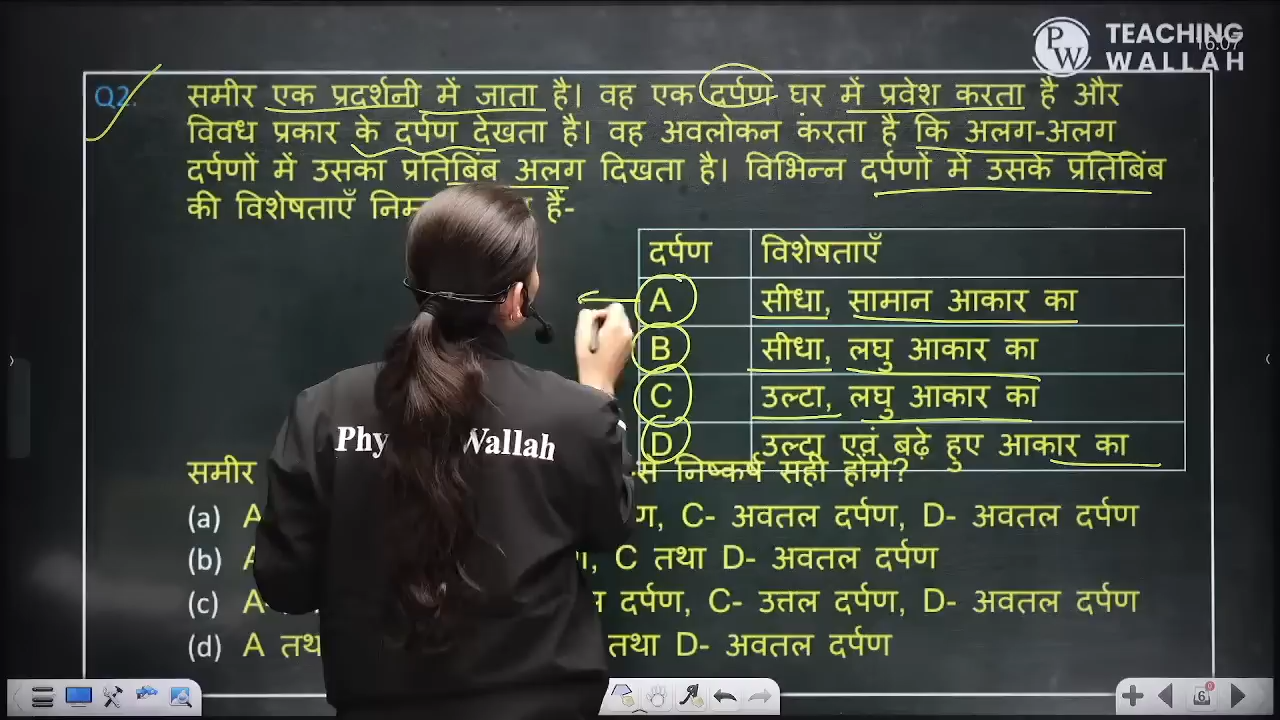 TEACHING
WALLAH
PW
16:07
Q2. समीर एक प्रदर्शनी में जाता है। वह एक दर्पण घर में प्रवेश करता है और
विवध प्रकार के दर्पण देखता है। वह अवलोकन करता है कि अलग-अलग
दर्पणों में उसका प्रतिबिंब अलग दिखता है। विभिन्न दर्पणों में उसके प्रतिबिंब
की विशेषताएँ हैं-
दर्पण विशेषताएँ
A सीधा, सामान आकार का
B सीधा, लघु आकार का
C उल्टा, लघु आकार का
D उल्टा एवं बढ़े हुए आकार का
समीर से निष्कर्ष सही होंगे?
(a) A C- अवतल दर्पण, D- अवतल दर्पण
(b) C तथा D- अवतल दर्पण
(c) A- दर्पण, C- उत्तल दर्पण, D- अवतल दर्पण
(d) A तथा D- अवतल दर्पण
Phy Wallah
6